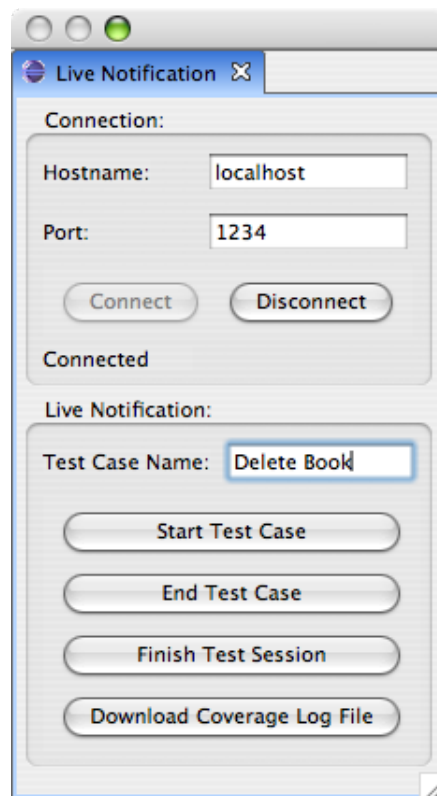 Live Notification
Connection:
Hostname: localhost
Port: 1234
Connect Disconnect
Connected
Live Notification:
Test Case Name: Delete Book
Start Test Case
End Test Case
Finish Test Session
Download Coverage Log File